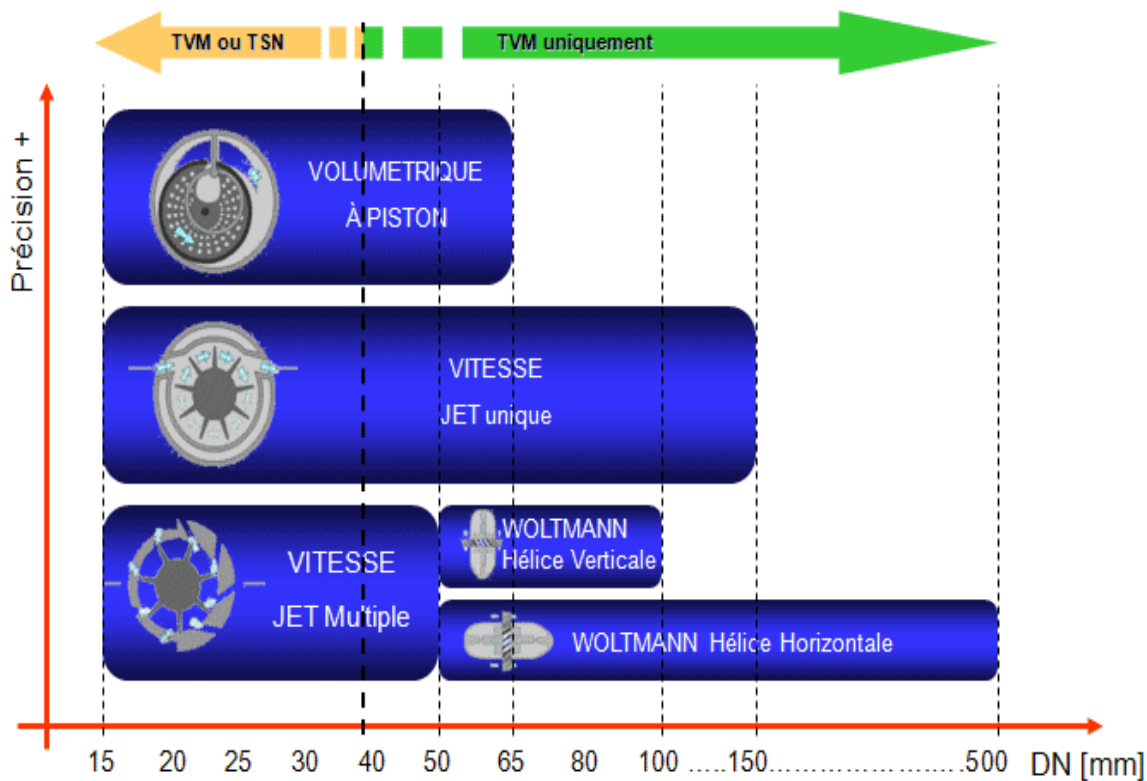 TVM ou TSN
TVM uniquement
Précision +
VOLUMETRIQUE
À PISTON
VITESSE
JET unique
VITESSE
JET Multiple
WOLTMANN
Hélice Verticale
WOLTMANN Hélice Horizontale
15 20 25 30 40 50 65 80 100 .....150........................500 DN [mm]